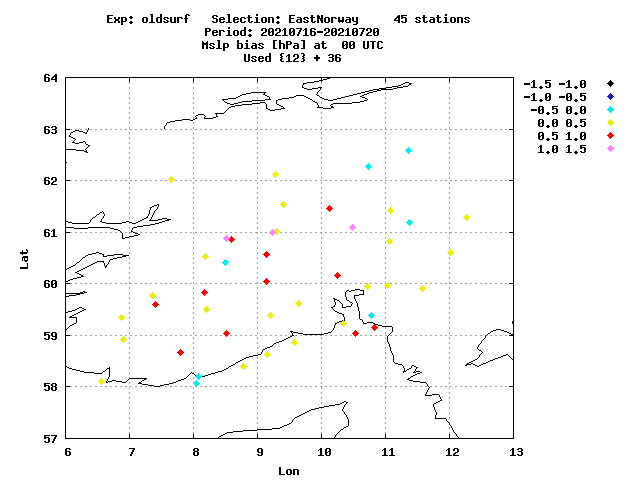 Exp: oldsurf   Selection: EastNorway     45 stations
Period: 20210716-20210720
Mslp bias [hPa] at  00 UTC
Used {12} + 36
-1.5 -1.0
-1.0 -0.5
-0.5 0.0
0.0 0.5
0.5 1.0
1.0 1.5
64
63
62
61
60
59
58
57
Lat
6 7 8 9 10 11 12 13
Lon